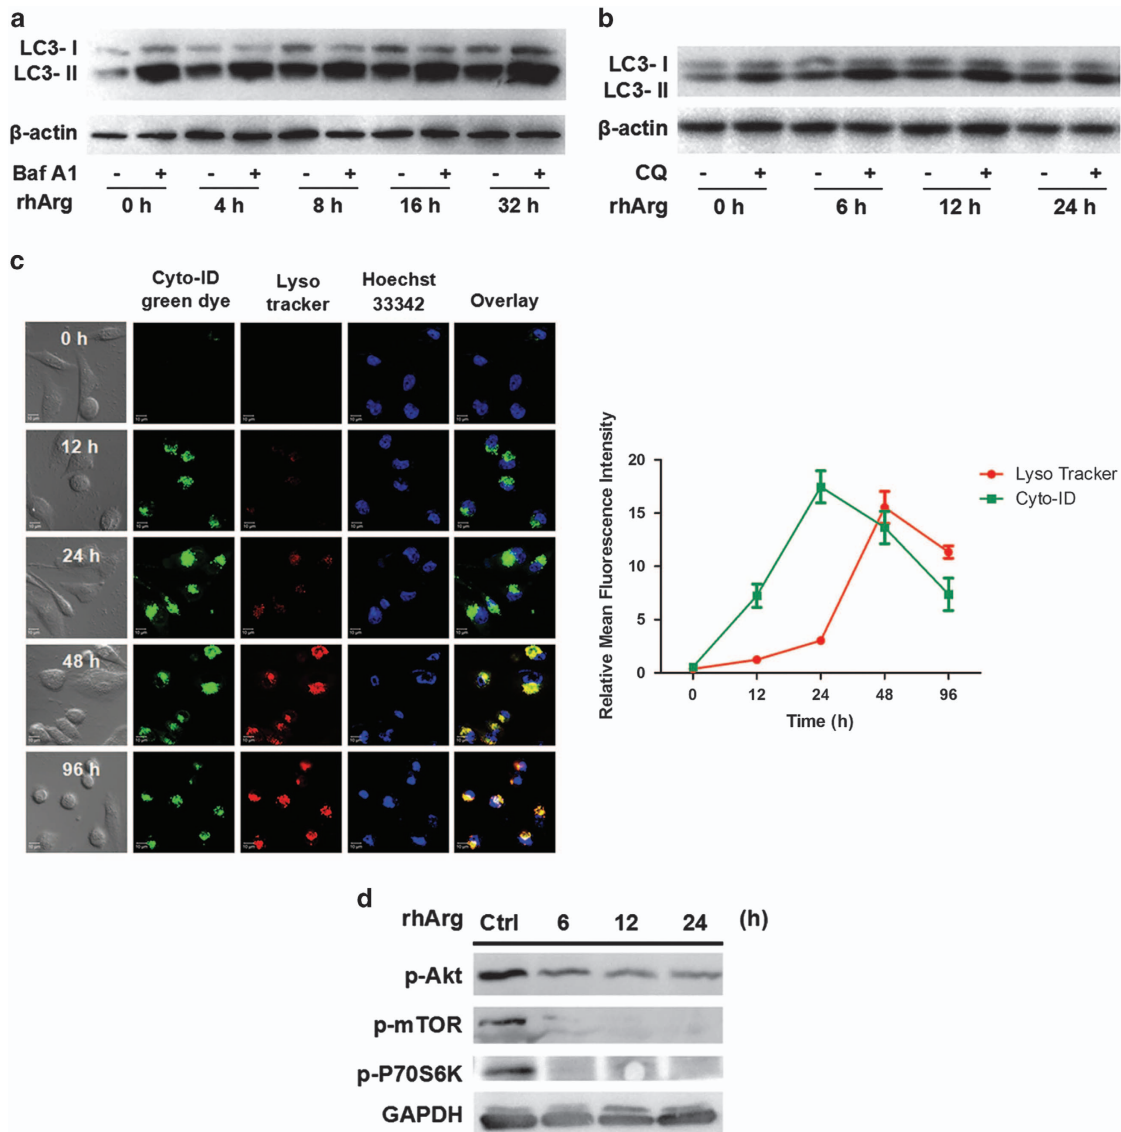 a
LC3- I
LC3- II
β-actin
Baf A1 - + - + - + - + - +
rhArg 0 h 4 h 8 h 16 h 32 h
b
LC3- I
LC3- II
β-actin
CQ - + - + - + - +
rhArg 0 h 6 h 12 h 24 h
c
Cyto-ID green dye
Lyso tracker
Hoechst 33342
Overlay
0 h
12 h
24 h
48 h
96 h
Relative Mean Fluorescence Intensity
20
15
10
5
0
0 12 24 48 96
Time (h)
Lyso Tracker
Cyto-ID
d
rhArg Ctrl 6 12 24 (h)
p-Akt
p-mTOR
p-P70S6K
GAPDH